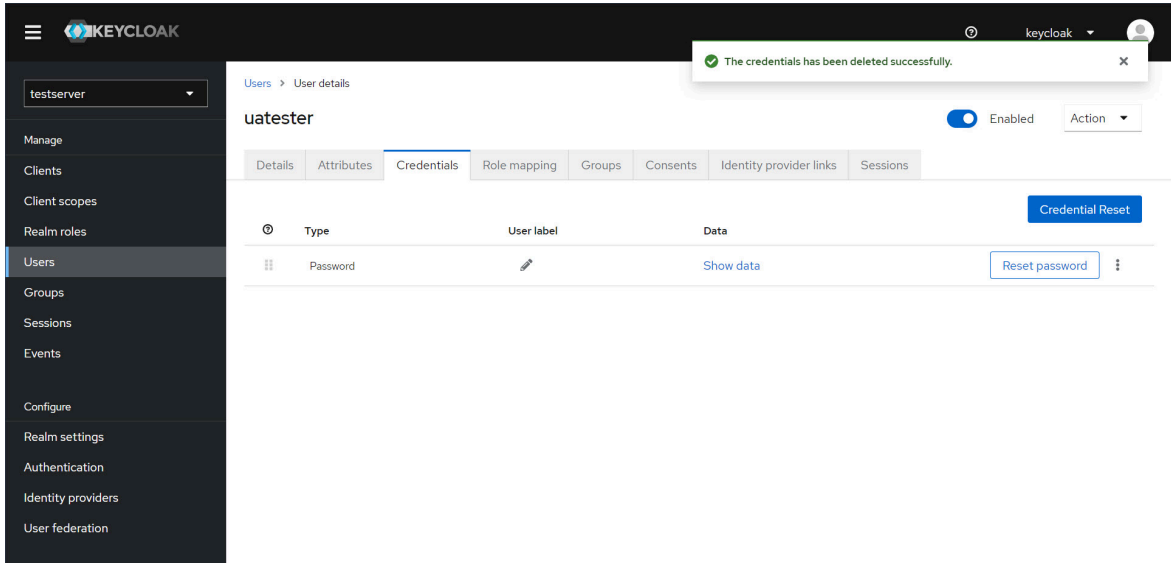 KEYCLOAK
keycloak
The credentials has been deleted successfully.
testserver
Manage
Clients
Client scopes
Realm roles
Users
Groups
Sessions
Events
Configure
Realm settings
Authentication
Identity providers
User federation
Users > User details
uatester
Enabled
Action
Details Attributes Credentials Role mapping Groups Consents Identity provider links Sessions
Credential Reset
Type User label Data
Password Show data Reset password